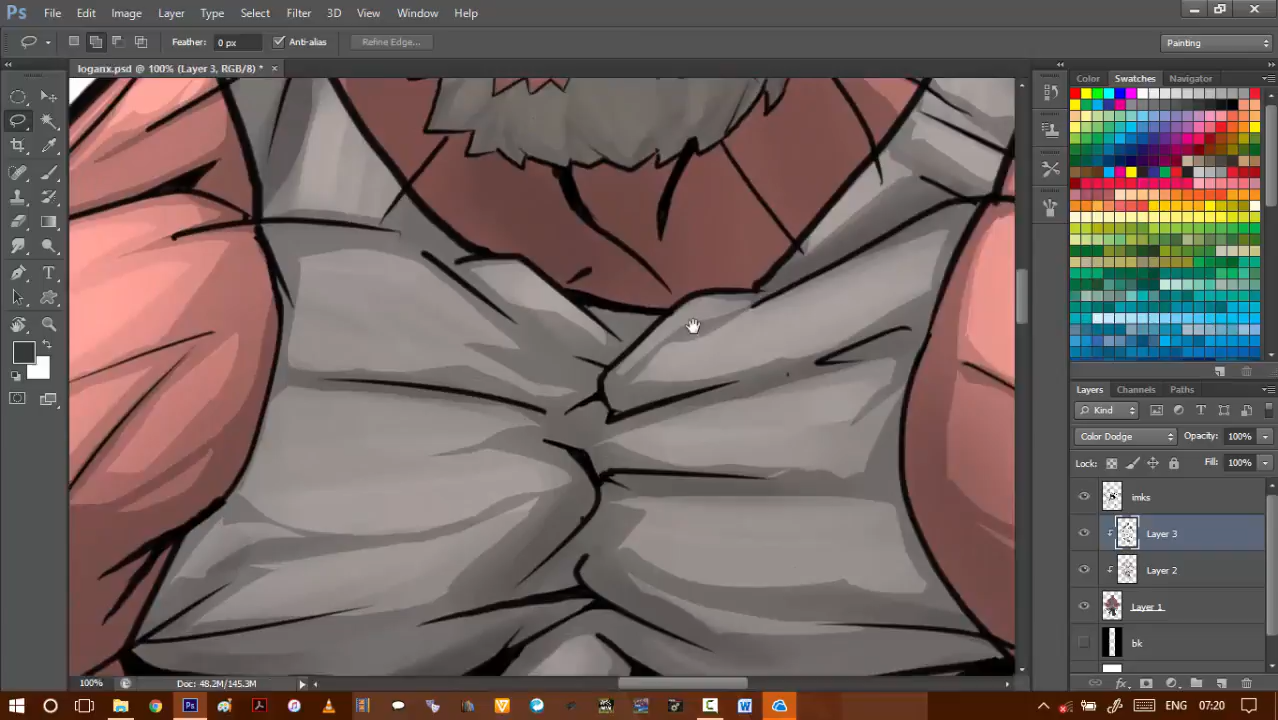 Ps File Edit Image Layer Type Select Filter 3D View Window Help
Feather: 0 px Anti-alias Refine Edge... Painting
loganx.psd @ 100% (Layer 3, RGB/8) *
Color Swatches Navigator
Layers Channels Paths
Kind
Color Dodge Opacity: 100%
Lock: Fill: 100%
imks
Layer 3
Layer 2
Layer 1
bk
100% Doc: 48.2M/145.3M
ENG 07:20